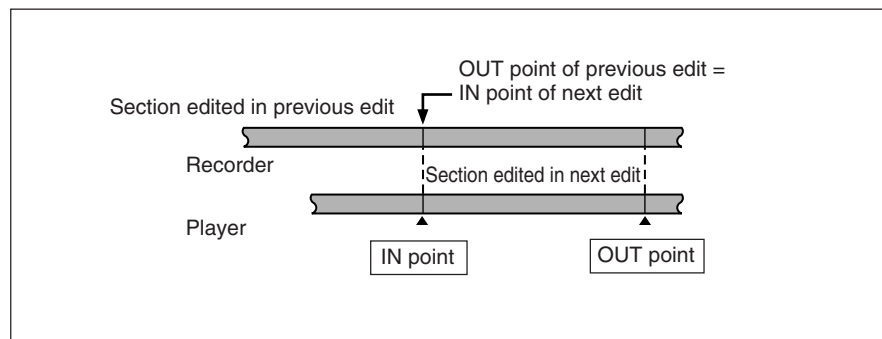 OUT point of previous edit =
IN point of next edit
Section edited in previous edit
Recorder
Section edited in next edit
Player
IN point
OUT point